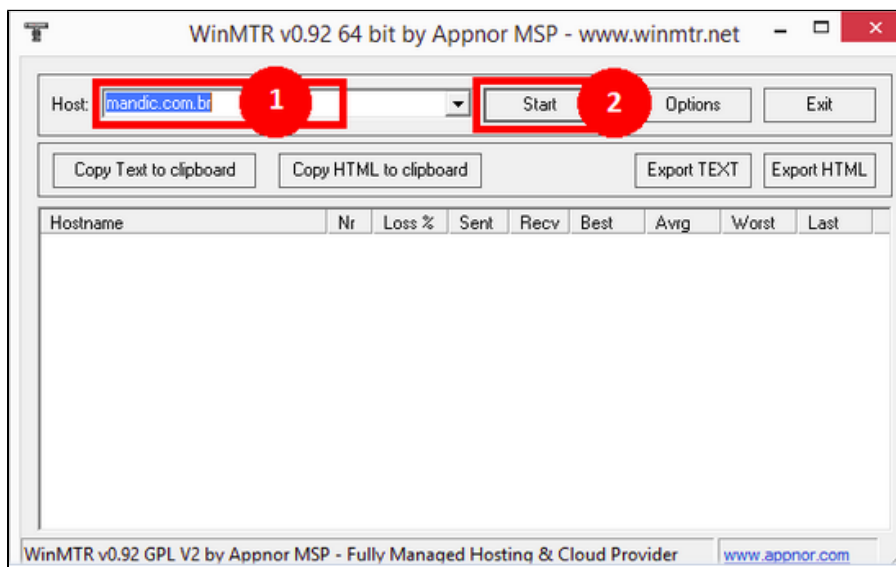 WinMTR v0.92 64 bit by Appnor MSP - www.winmtr.net
Host: mandic.com.br 1 Start 2 Options Exit
Copy Text to clipboard Copy HTML to clipboard Export TEXT Export HTML
Hostname Nr Loss % Sent Recv Best Avrg Worst Last
WinMTR v0.92 GPL V2 by Appnor MSP - Fully Managed Hosting & Cloud Provider www.appnor.com